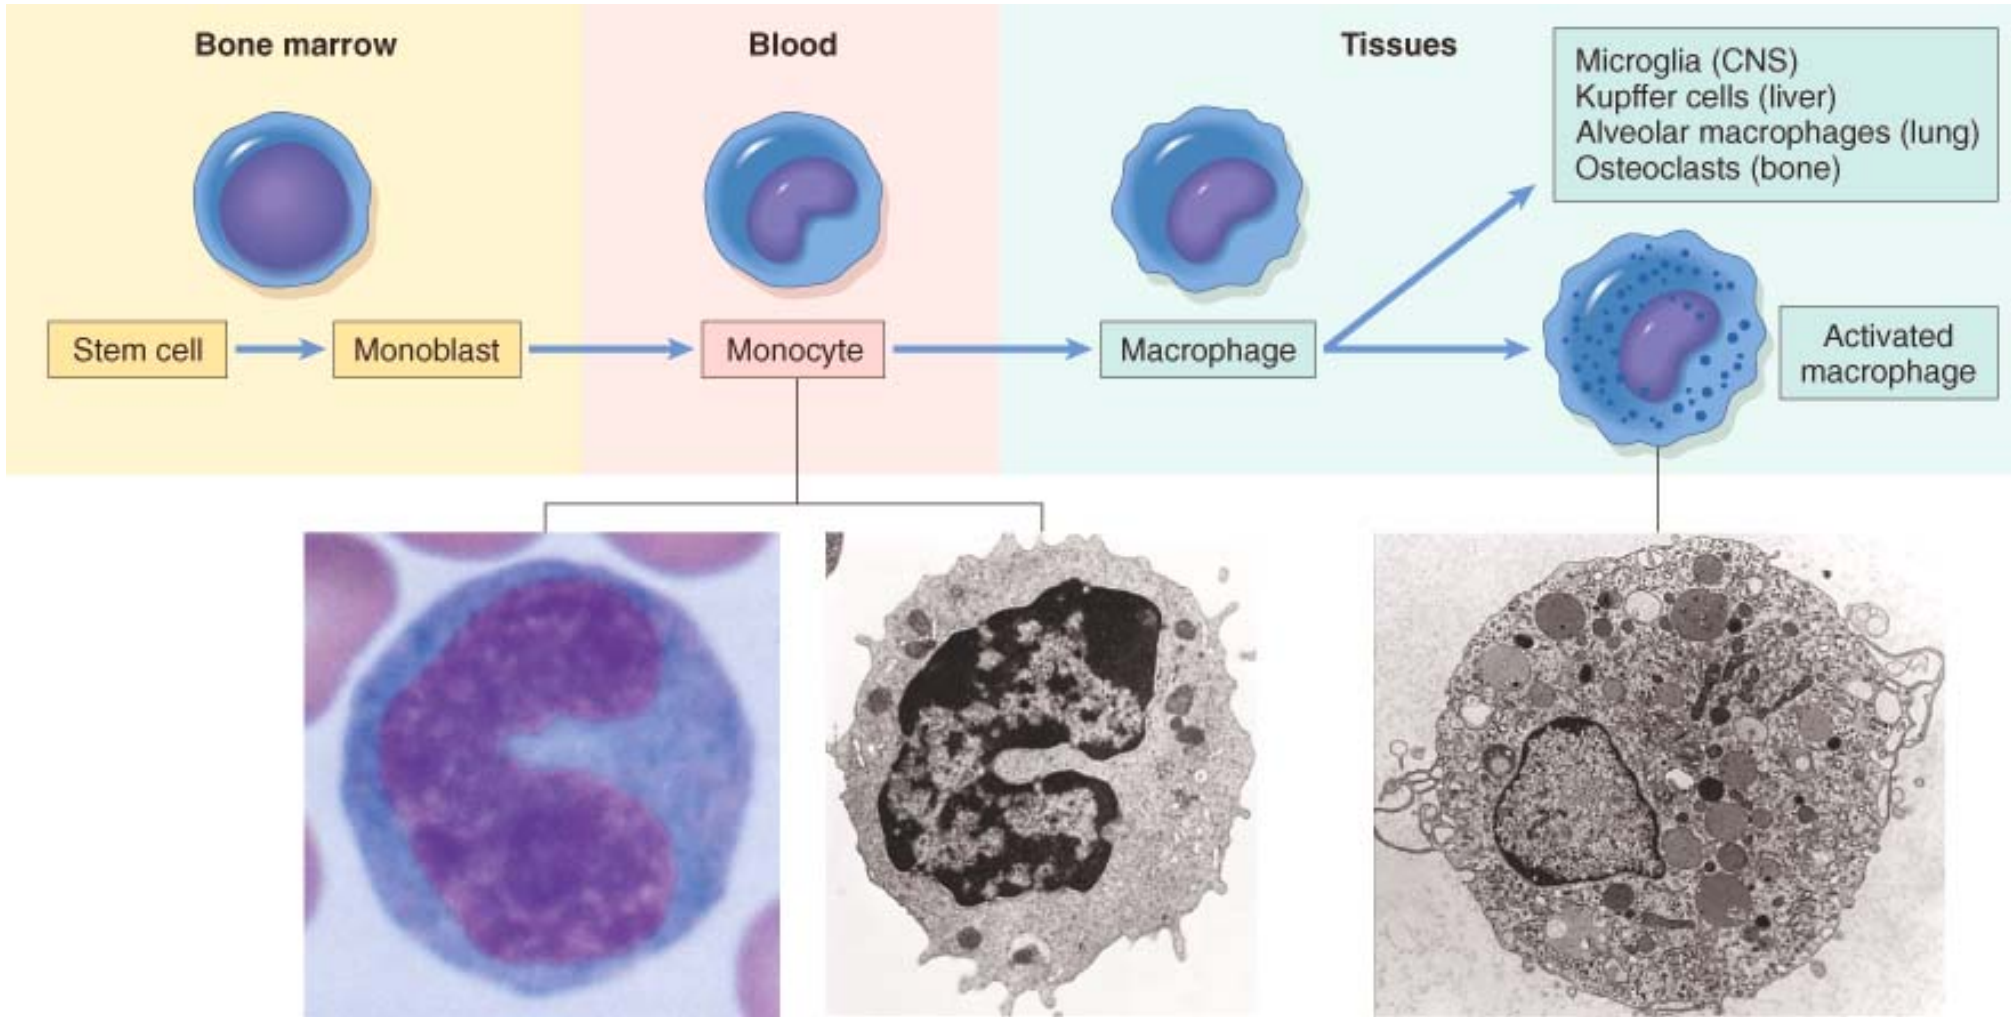 Bone marrow
Blood
Tissues
Microglia (CNS)
Kupffer cells (liver)
Alveolar macrophages (lung)
Osteoclasts (bone)
Stem cell
Monoblast
Monocyte
Macrophage
Activated
macrophage